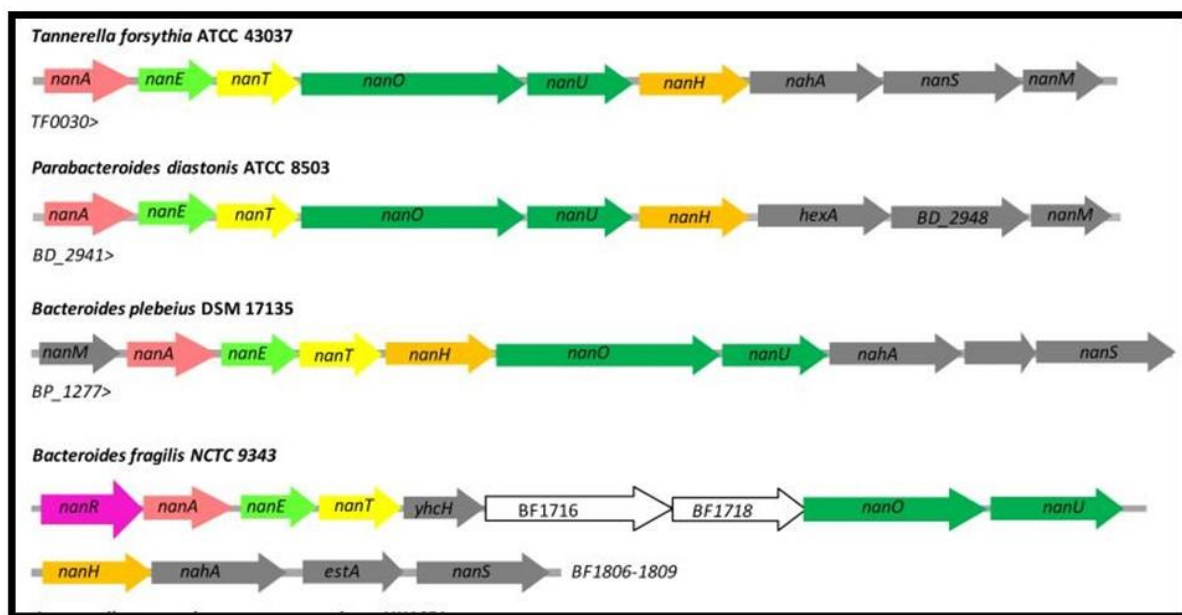 Tannerella forsythia ATCC 43037
nanA nanE nanT nanO nanU nanH nahA nanS nanM
TF0030>
Parabacteroides diastonis ATCC 8503
nanA nanE nanT nanO nanU nanH hexA BD_2948 nanM
BD_2941>
Bacteroides plebeius DSM 17135
nanM nanA nanE nanT nanH nanO nanU nahA nanS
BP_1277>
Bacteroides fragilis NCTC 9343
nanR nanA nanE nanT yhcH BF1716 BF1718 nanO nanU
nanH nahA estA nanS BF1806-1809